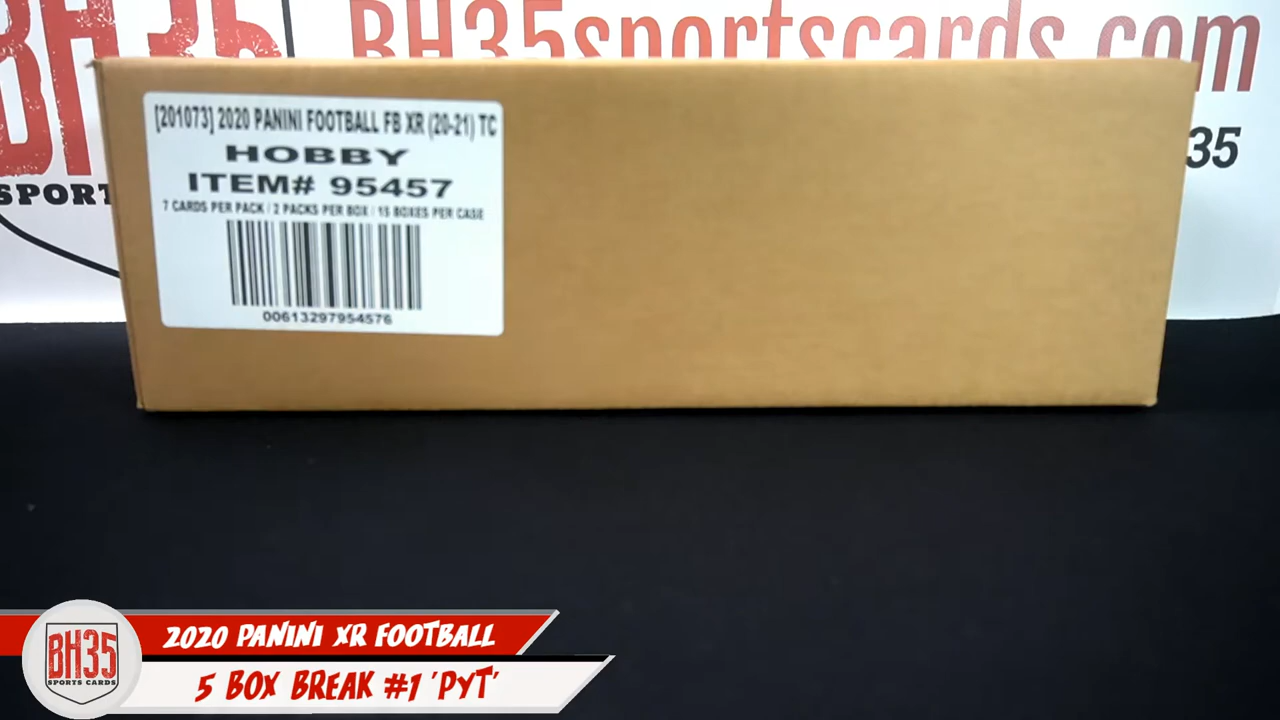 BH35
SPORT
BH35sportscards.com
35
[201073] 2020 PANINI FOOTBALL FB XR (20-21) TC
HOBBY
ITEM# 95457
7 CARDS PER PACK / 2 PACKS PER BOX / 15 BOXES PER CASE
00613297954576
BH35
SPORTS CARDS
2020 PANINI XR FOOTBALL
5 BOX BREAK #1 'PYT'